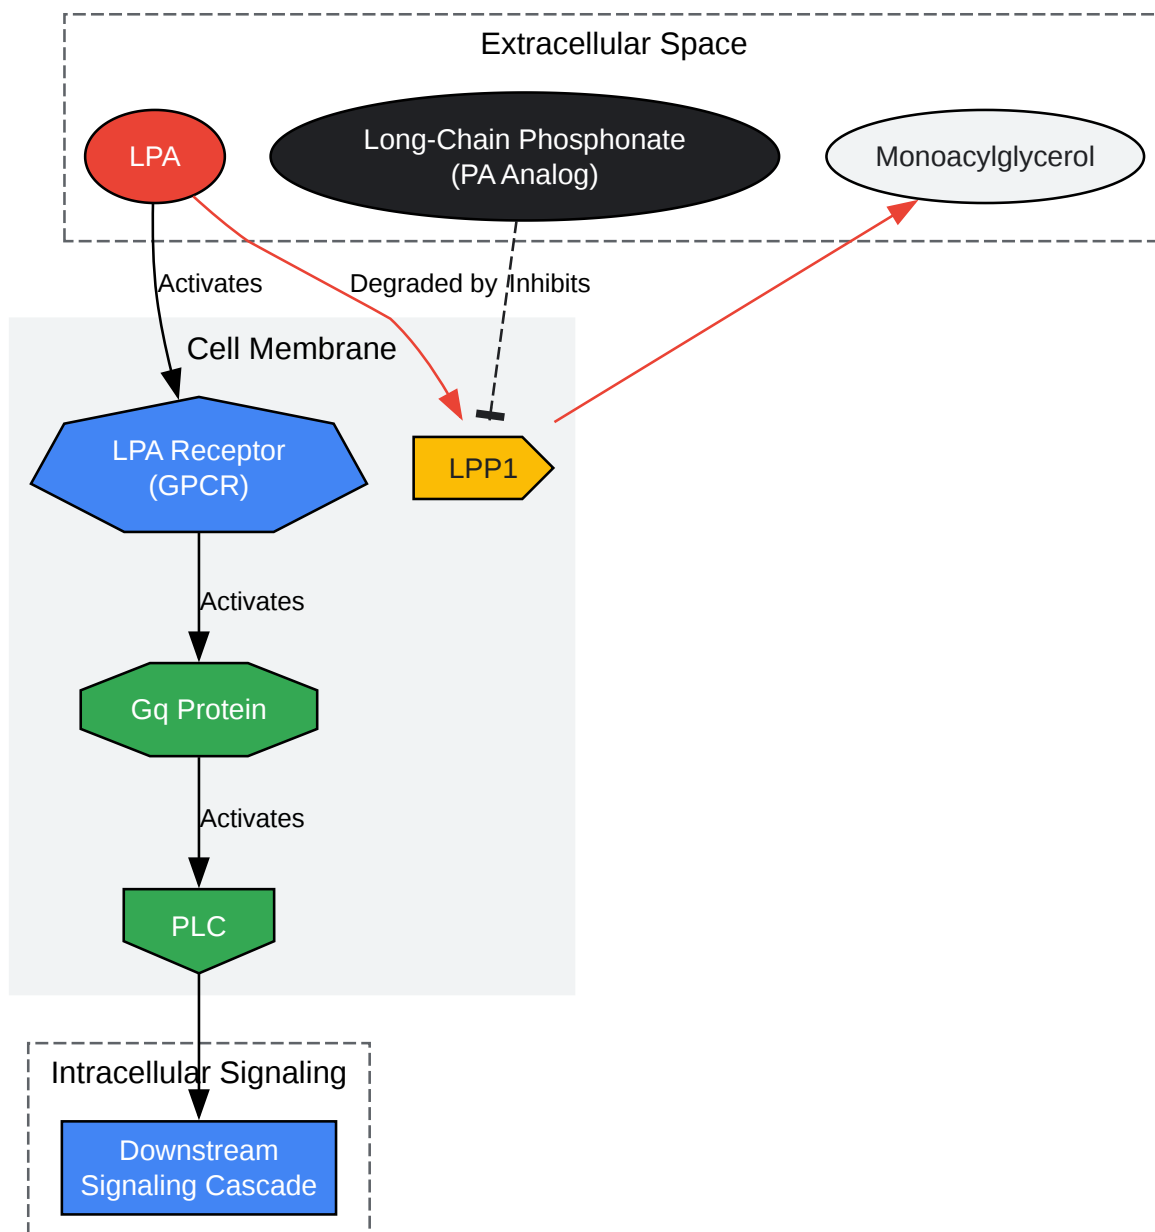 Extracellular Space
LPA
Long-Chain Phosphonate
(PA Analog)
Monoacylglycerol
Activates
Degraded by
Inhibits
Cell Membrane
LPA Receptor
(GPCR)
LPP1
Activates
Gq Protein
Activates
PLC
Intracellular Signaling
Downstream
Signaling Cascade